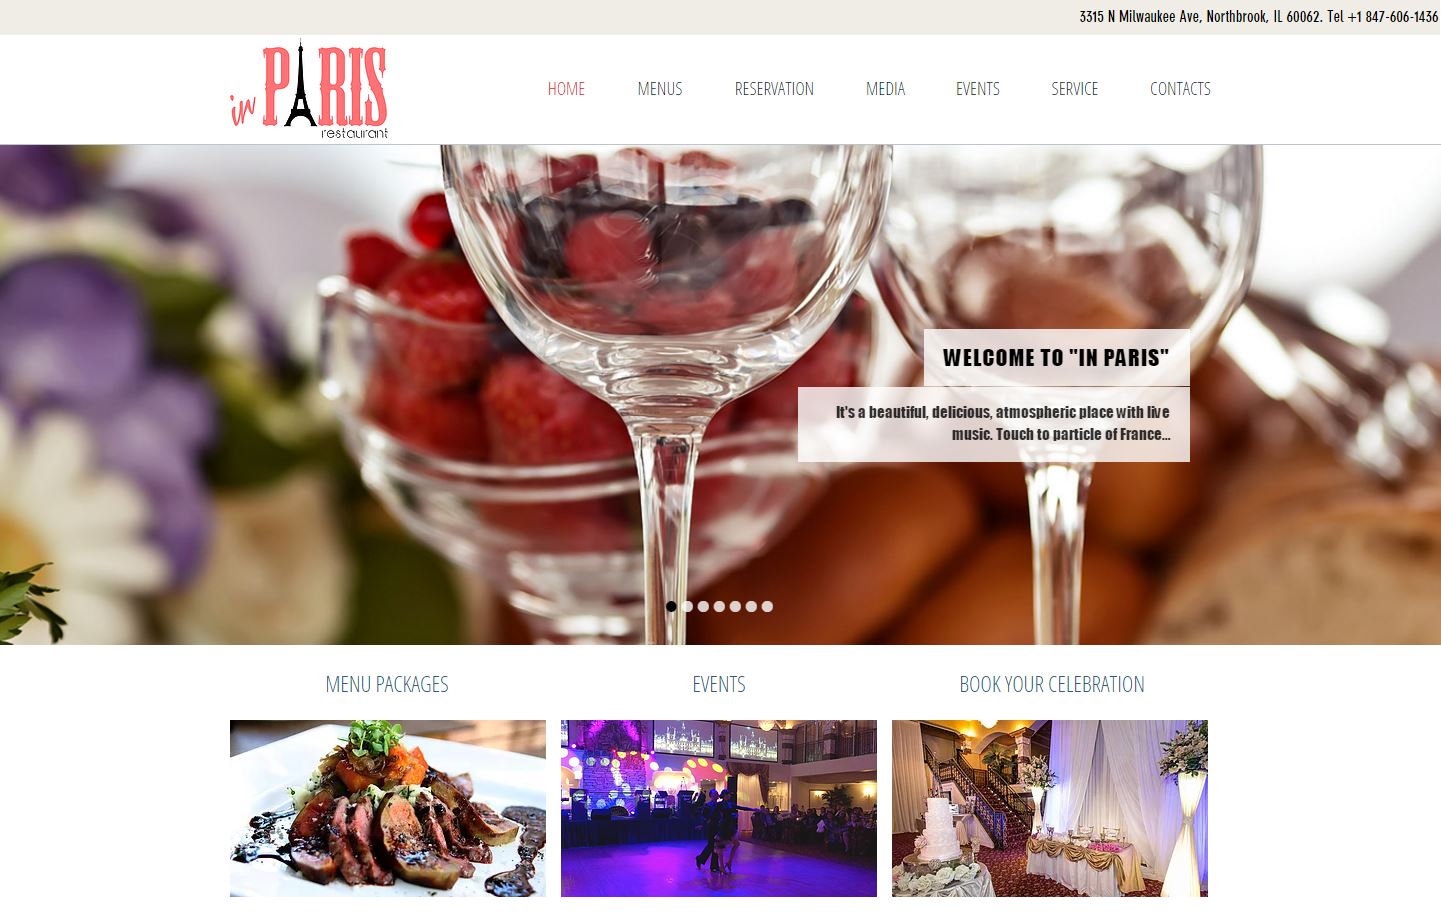 3315 N Milwaukee Ave, Northbrook, IL 60062. Tel +1 847-606-1436
in PARIS
restaurant
HOME MENUS RESERVATION MEDIA EVENTS SERVICE CONTACTS
WELCOME TO "IN PARIS"
It's a beautiful, delicious, atmospheric place with live
music. Touch to particle of France...
MENU PACKAGES EVENTS BOOK YOUR CELEBRATION